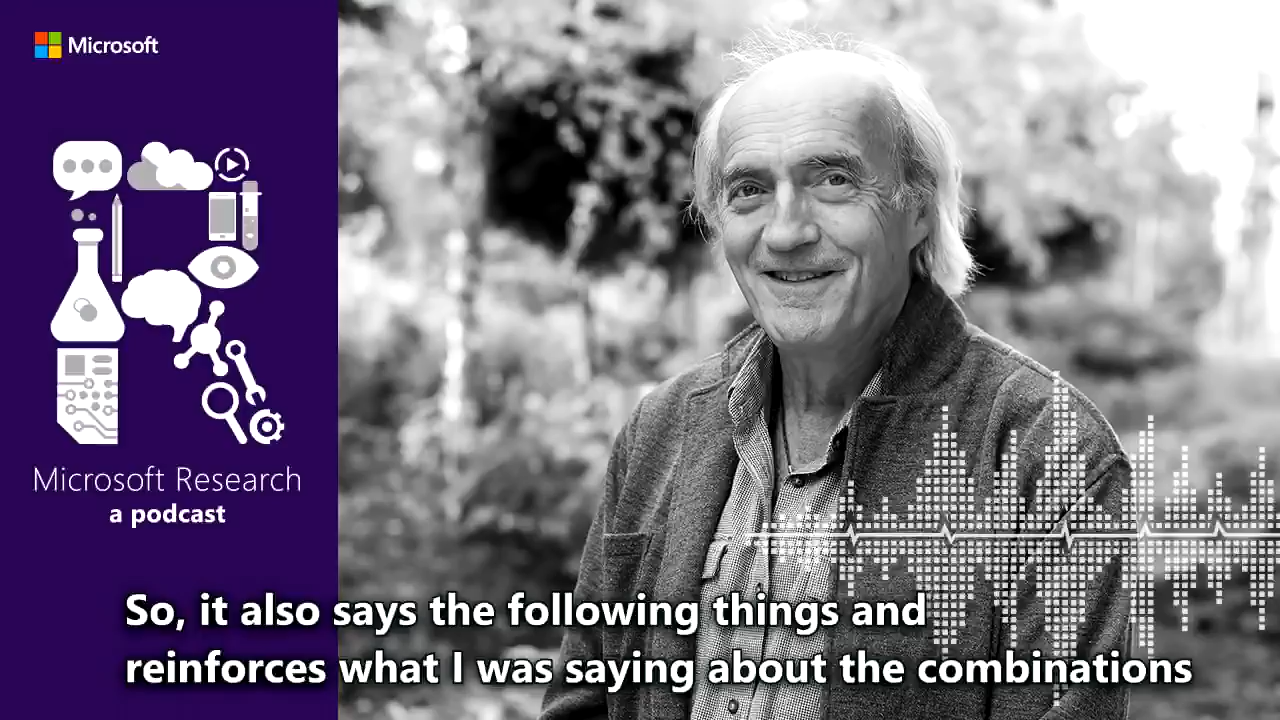 Microsoft
Microsoft Research
a podcast
So, it also says the following things and
reinforces what I was saying about the combinations